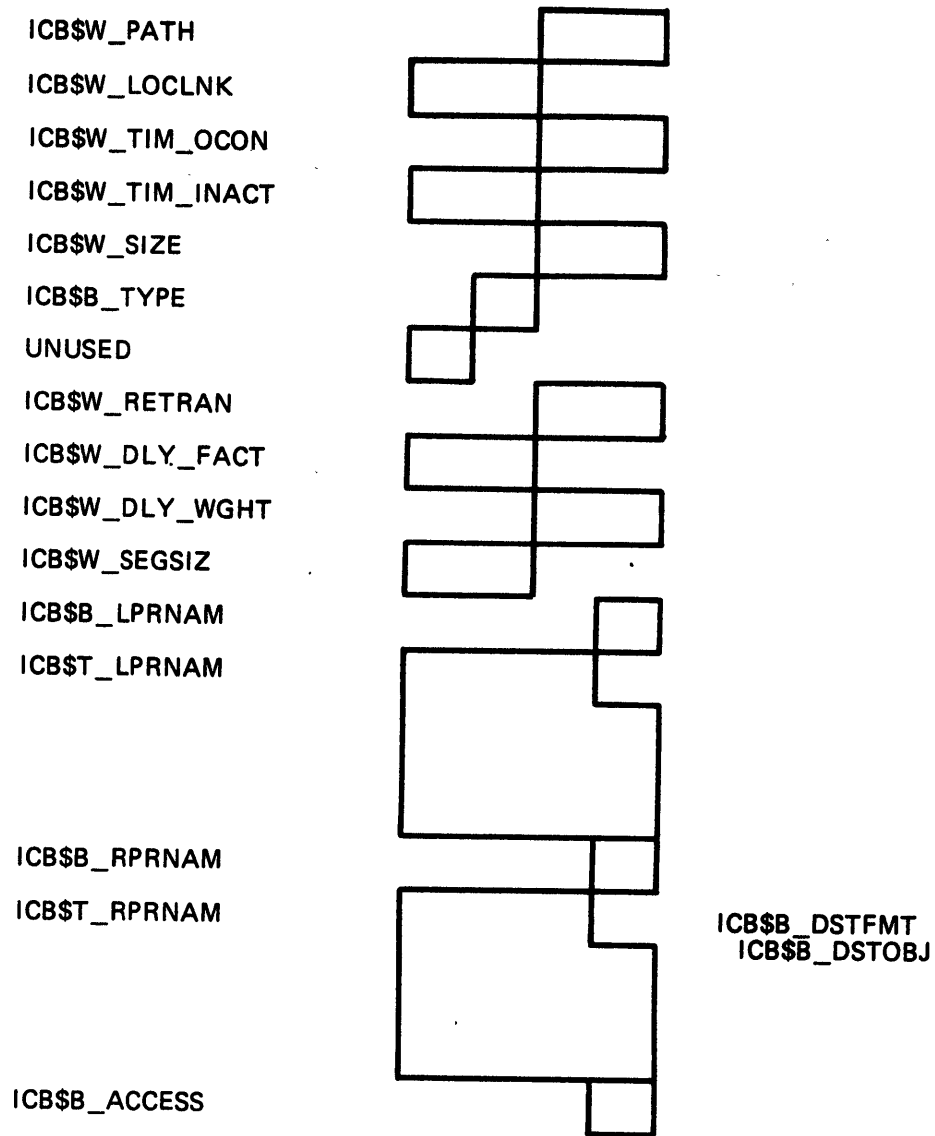 ICB$W_PATH
ICB$W_LOCLNK
ICB$W_TIM_OCON
ICB$W_TIM_INACT
ICB$W_SIZE
ICB$B_TYPE
UNUSED
ICB$W_RETRAN
ICB$W_DLY_FACT
ICB$W_DLY_WGHT
ICB$W_SEGSIZ
ICB$B_LPRNAM
ICB$T_LPRNAM
ICB$B_RPRNAM
ICB$T_RPRNAM
ICB$B_DSTFMT
ICB$B_DSTOBJ
ICB$B_ACCESS